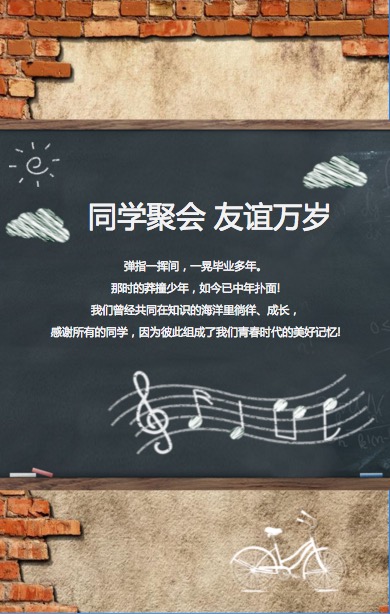 同学聚会 友谊万岁
弹指一挥间，一晃毕业多年。
那时的莽撞少年，如今已中年扑面!
我们曾经共同在知识的海洋里徜徉、成长，
感谢所有的同学，因为彼此组成了我们青春时代的美好记忆!